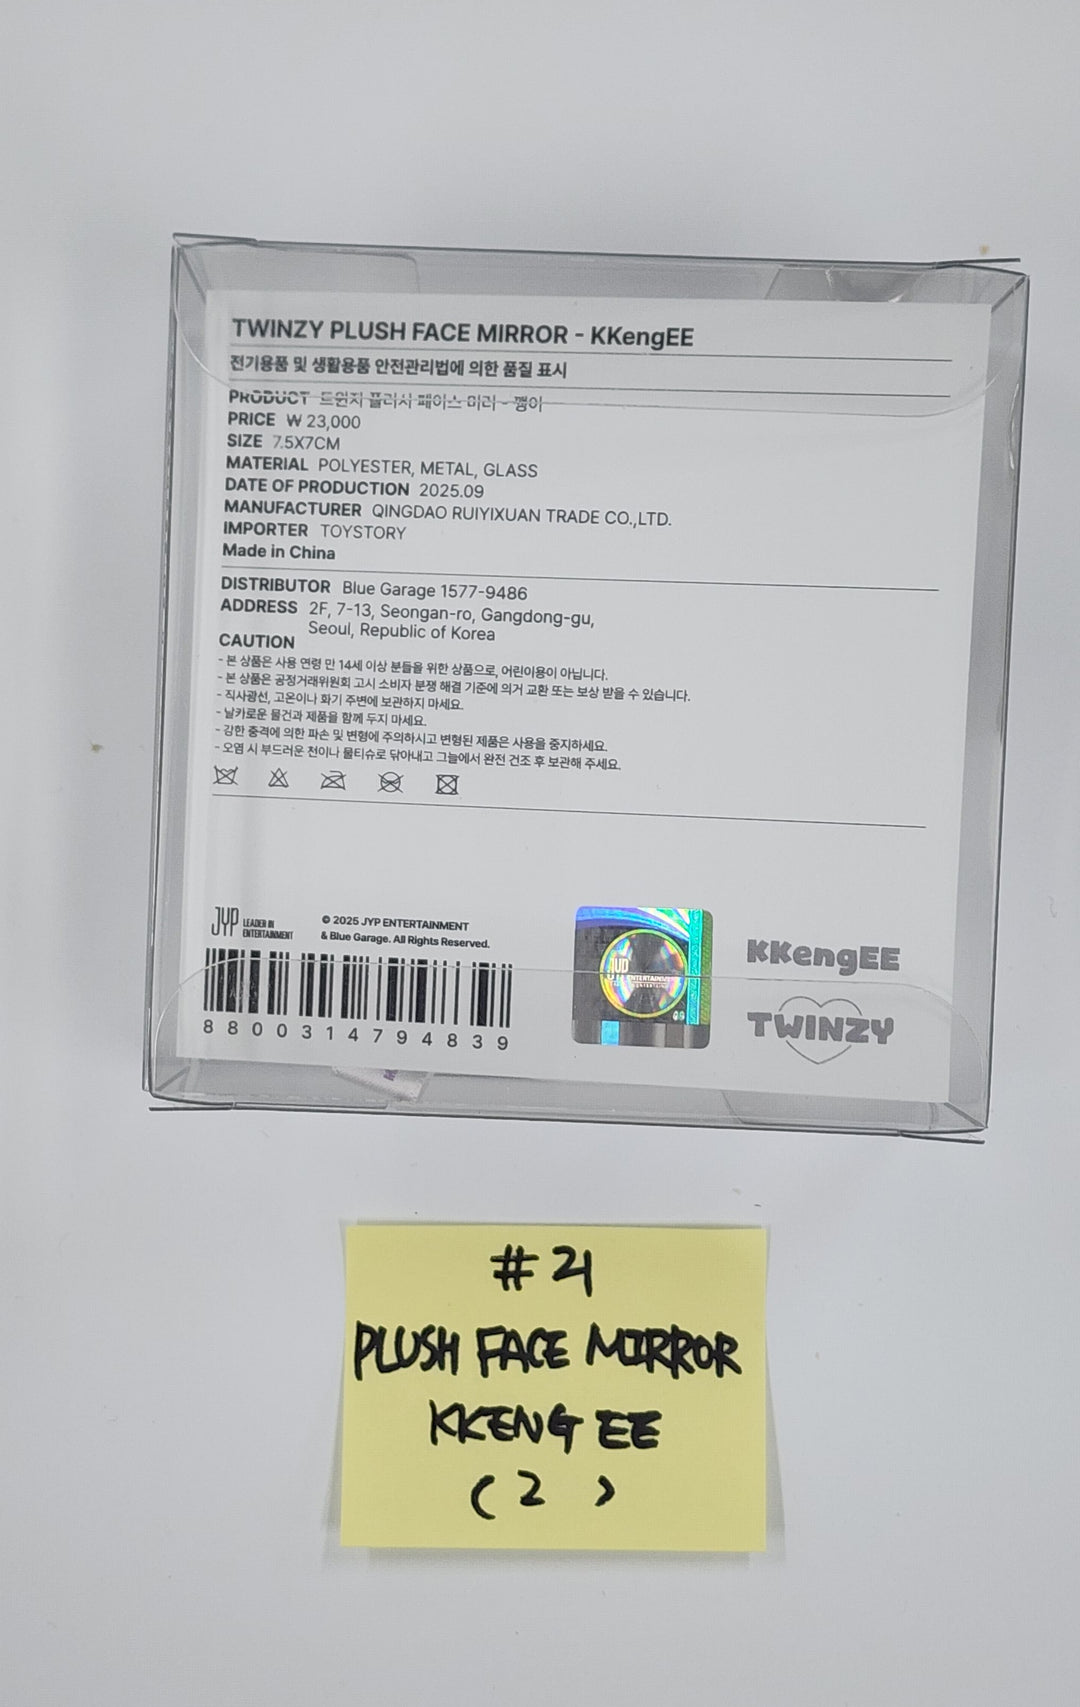 TWINZY PLUSH FACE MIRROR - KKengEE
전기용품 및 생활용품 안전관리법에 의한 품질 표시
PRODUCT 트윈지 플러시 페이스 미러 - 깽이
PRICE ₩ 23,000
SIZE 7.5X7CM
MATERIAL POLYESTER, METAL, GLASS
DATE OF PRODUCTION 2025.09
MANUFACTURER QINGDAO RUIYIXUAN TRADE CO.,LTD.
IMPORTER TOYSTORY
Made in China
DISTRIBUTOR Blue Garage 1577-9486
ADDRESS 2F, 7-13, Seongan-ro, Gangdong-gu,
Seoul, Republic of Korea
CAUTION
- 본 상품은 사용 연령 만 14세 이상 분들을 위한 상품으로, 어린이용이 아닙니다.
- 본 상품은 공정거래위원회 고시 소비자 분쟁 해결 기준에 의거 교환 또는 보상 받을 수 있습니다.
- 직사광선, 고온이나 화기 주변에 보관하지 마세요.
- 날카로운 물건과 제품을 함께 두지 마세요.
- 강한 충격에 의한 파손 및 변형에 주의하시고 변형된 제품은 사용을 중지하세요.
- 오염 시 부드러운 천이나 물티슈로 닦아내고 그늘에서 완전 건조 후 보관해 주세요.
JYP LEADER IN
ENTERTAINMENT
© 2025 JYP ENTERTAINMENT
& Blue Garage. All Rights Reserved.
8800314794839
JYP
ENTERTAINMENT
KKengEE
TWINZY
#21
PLUSH FACE MIRROR
KKENG EE
( 2 )